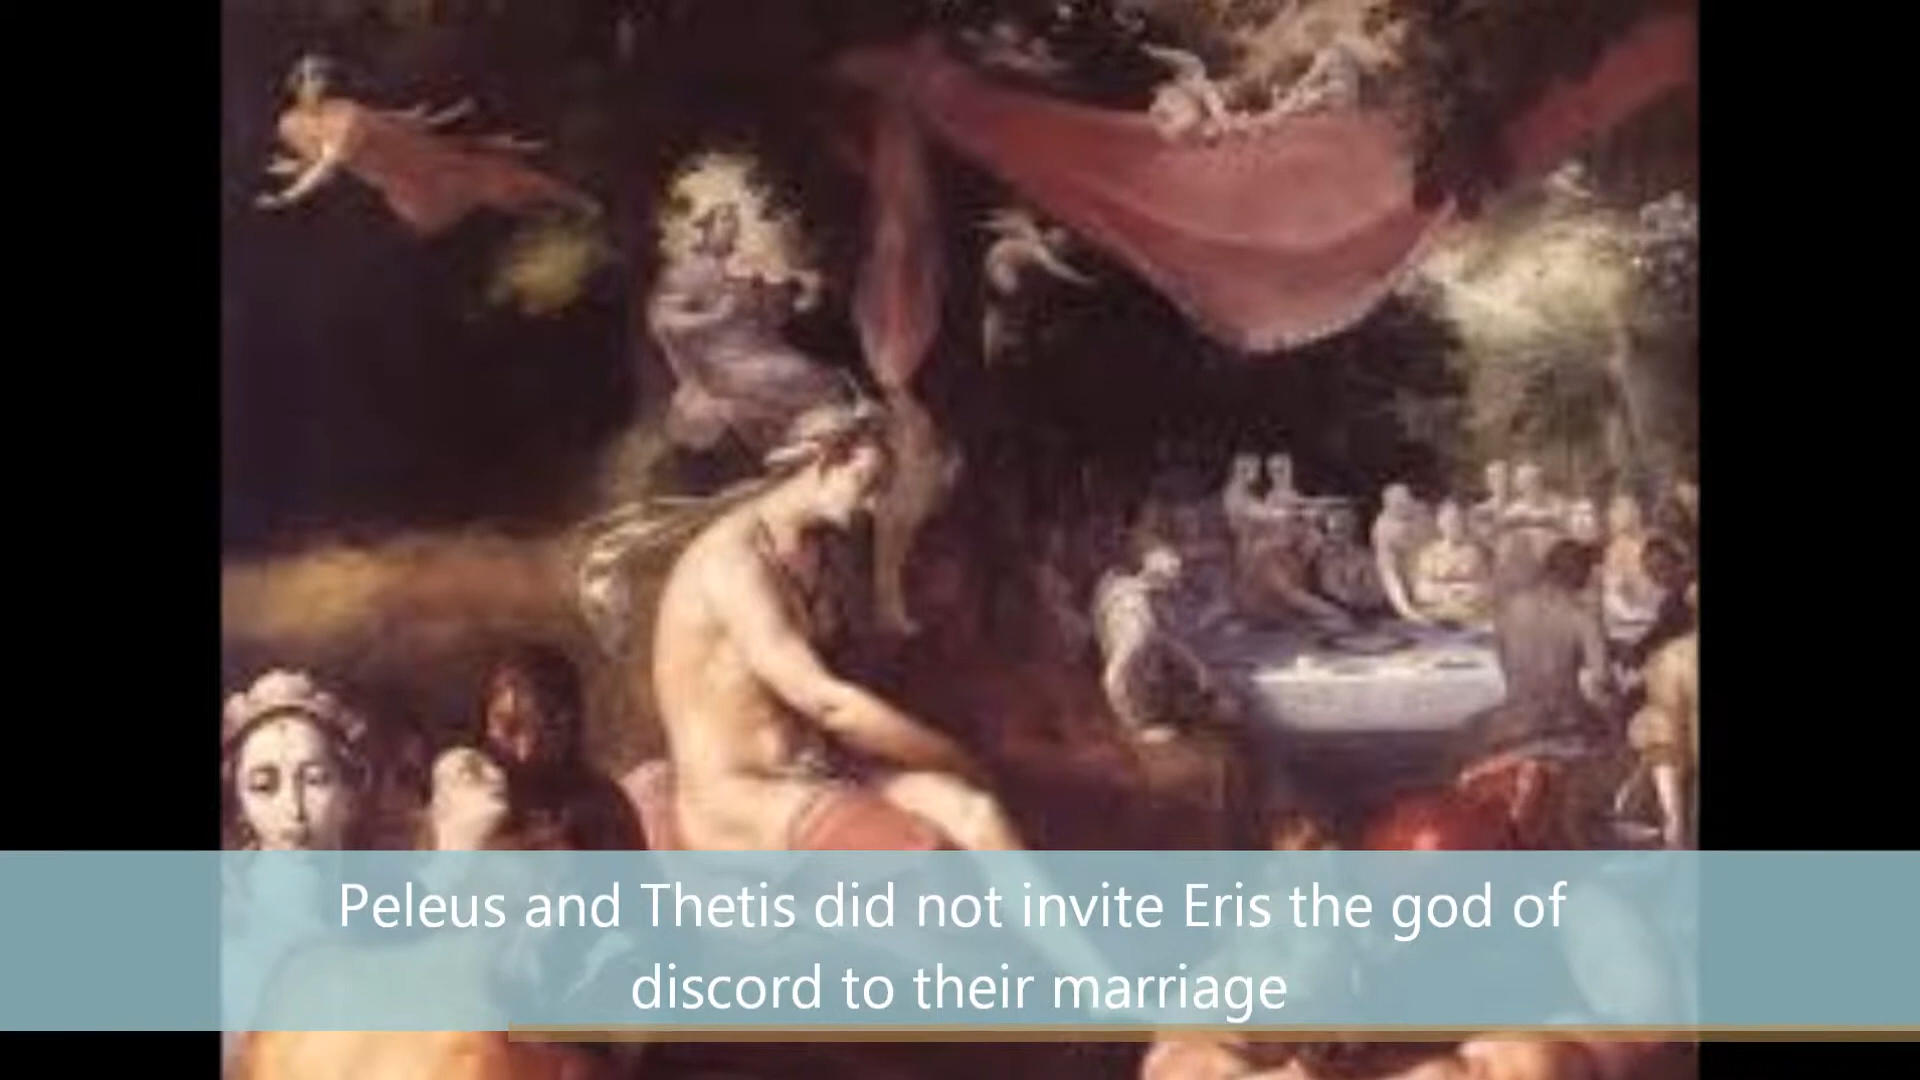 Peleus and Thetis did not invite Eris the god of
discord to their marriage